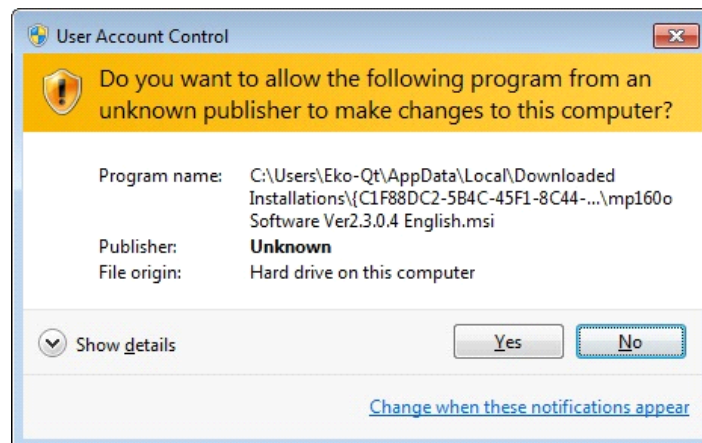 User Account Control
Do you want to allow the following program from an
unknown publisher to make changes to this computer?
Program name: C:\Users\Eko-Qt\AppData\Local\Downloaded
Installations\{C1F88DC2-5B4C-45F1-8C44-...\mp160o
Software Ver2.3.0.4 English.msi
Publisher: Unknown
File origin: Hard drive on this computer
Show details Yes No
Change when these notifications appear